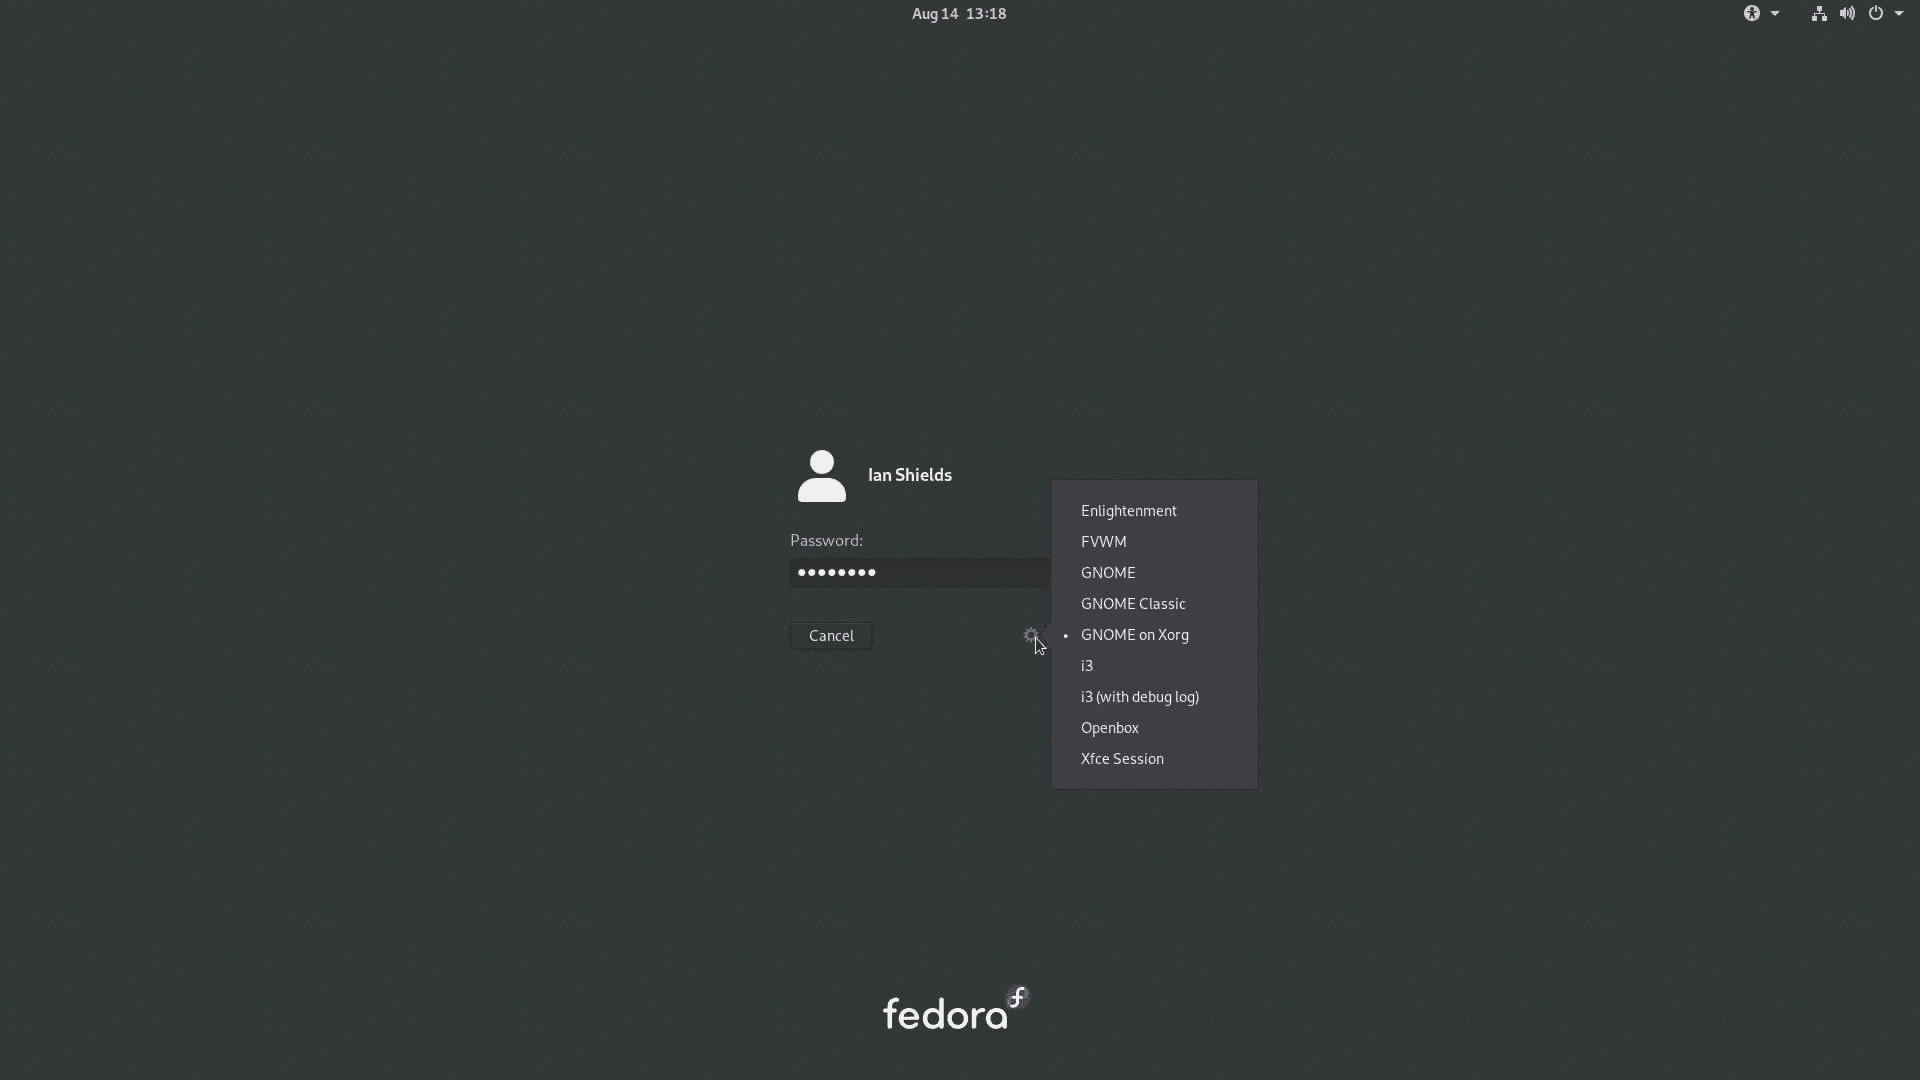 Aug 14 13:18
Ian Shields
Password:
Cancel
Enlightenment
FVWM
GNOME
GNOME Classic
GNOME on Xorg
i3
i3 (with debug log)
Openbox
Xfce Session
fedora